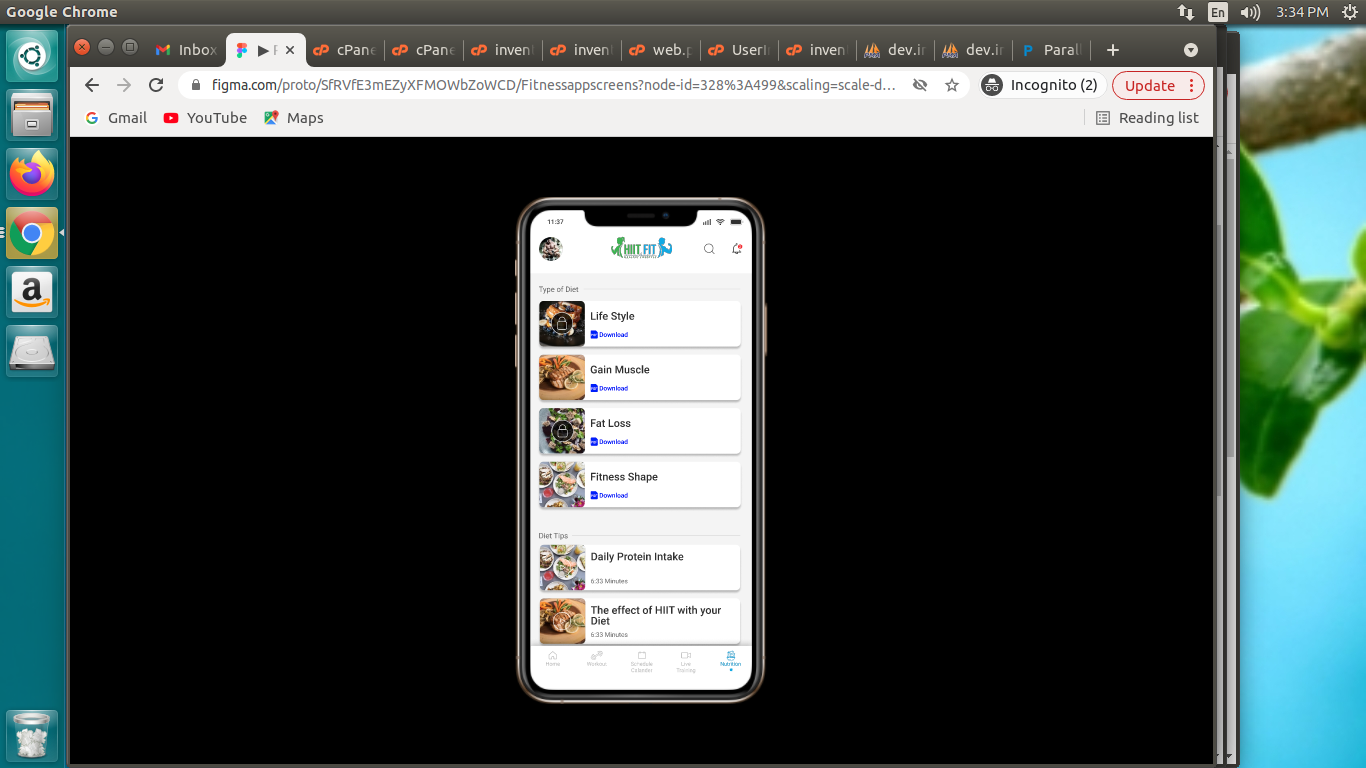 Google Chrome
En
3:34 PM
Inbox
cPane
cPane
inven
inven
web.p
UserI
inven
dev.ir
dev.ir
Parall
figma.com/proto/SfRVfE3mEZyXFMOWbZoWCD/Fitnessappscreens?node-id=328%3A499&scaling=scale-d...
Incognito (2)
Update
Gmail
YouTube
Maps
Reading list
11:37
HIIT FIT
Type of Diet
Life Style
Download
Gain Muscle
Download
Fat Loss
Download
Fitness Shape
Download
Diet Tips
Daily Protein Intake
6:33 Minutes
The effect of HIIT with your
Diet
6:33 Minutes
Home
Workout
Schedule
Calendar
Live
Training
Nutrition